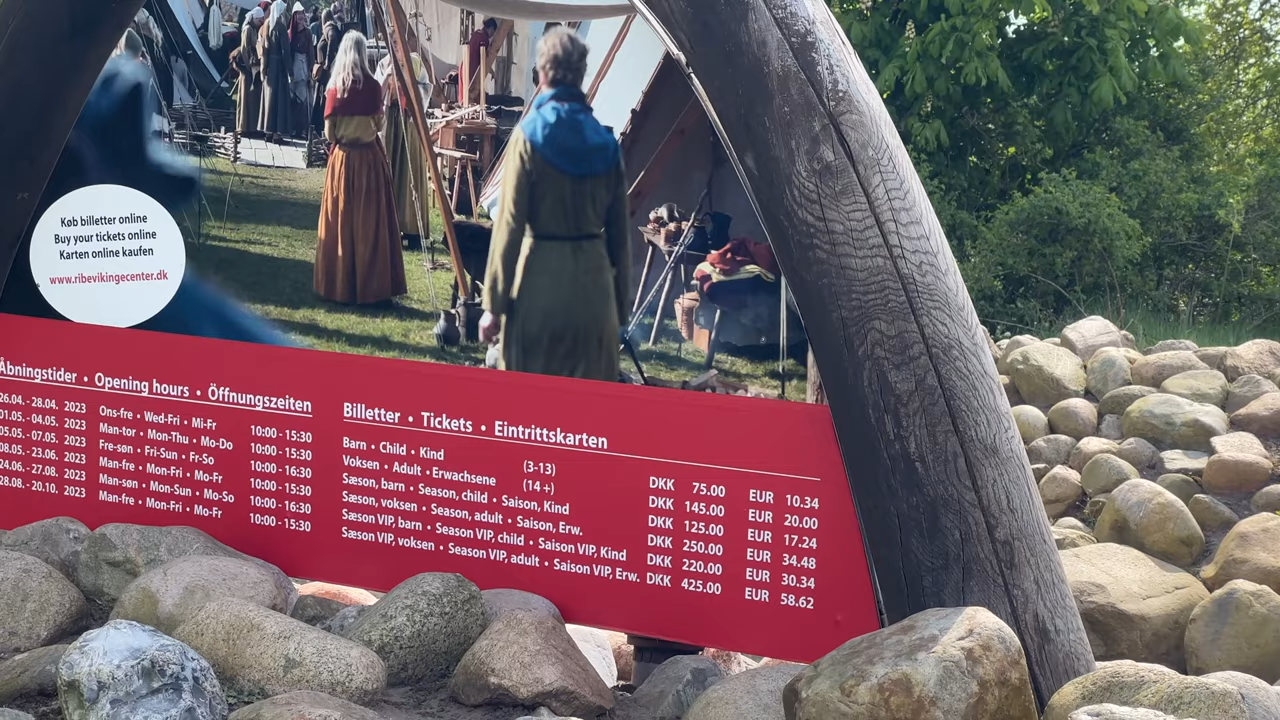 Køb billetter online
Buy your tickets online
Karten online kaufen
www.ribevikingecenter.dk
Åbningstider • Opening hours • Öffnungszeiten
26.04. - 28.04. 2023 Ons-fre • Wed-Fri • Mi-Fr 10:00 - 15:30
01.05. - 04.05. 2023 Man-tor • Mon-Thu • Mo-Do 10:00 - 15:30
05.05. - 07.05. 2023 Fre-søn • Fri-Sun • Fr-So 10:00 - 16:30
08.05. - 23.06. 2023 Man-fre • Mon-Fri • Mo-Fr 10:00 - 15:30
24.06. - 27.08. 2023 Man-søn • Mon-Sun • Mo-So 10:00 - 16:30
28.08. - 20.10. 2023 Man-fre • Mon-Fri • Mo-Fr 10:00 - 15:30
Billetter • Tickets • Eintrittskarten
Barn • Child • Kind (3-13) DKK 75.00 EUR 10.34
Voksen • Adult • Erwachsene (14 +) DKK 145.00 EUR 20.00
Sæson, barn • Season, child • Saison, Kind DKK 125.00 EUR 17.24
Sæson, voksen • Season, adult • Saison, Erw. DKK 250.00 EUR 34.48
Sæson VIP, barn • Season VIP, child • Saison VIP, Kind DKK 220.00 EUR 30.34
Sæson VIP, voksen • Season VIP, adult • Saison VIP, Erw. DKK 425.00 EUR 58.62